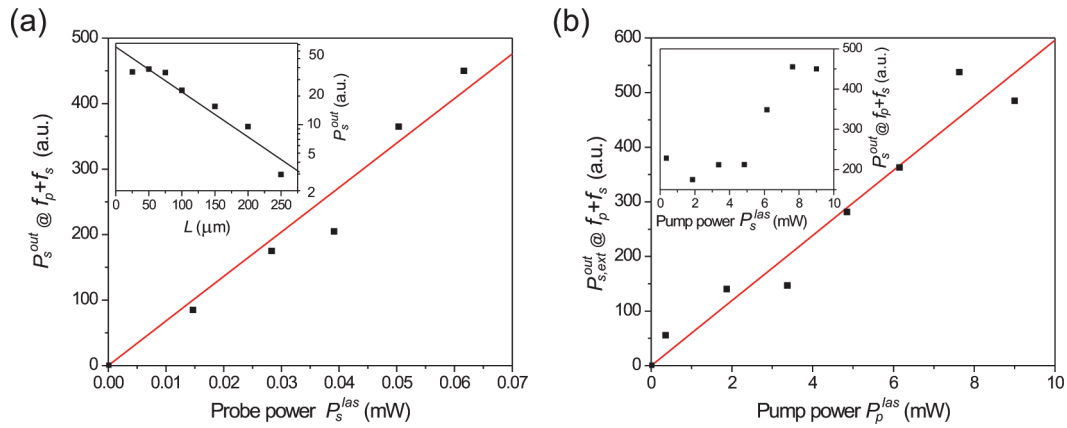 (a)
500
400
300
200
100
0
P_s^out @ f_p+f_s (a.u.)
0.00 0.01 0.02 0.03 0.04 0.05 0.06 0.07
Probe power P_s^las (mW)
50
20
10
5
3
2
P_s^out (a.u.)
0 50 100 150 200 250
L (μm)
(b)
600
500
400
300
200
100
0
P_s,ext^out @ f_p+f_s (a.u.)
0 2 4 6 8 10
Pump power P_p^las (mW)
500
450
350
250
200
P_s^out @ f_p+f_s (a.u.)
0 2 4 6 8 10
Pump power P_s^las (mW)